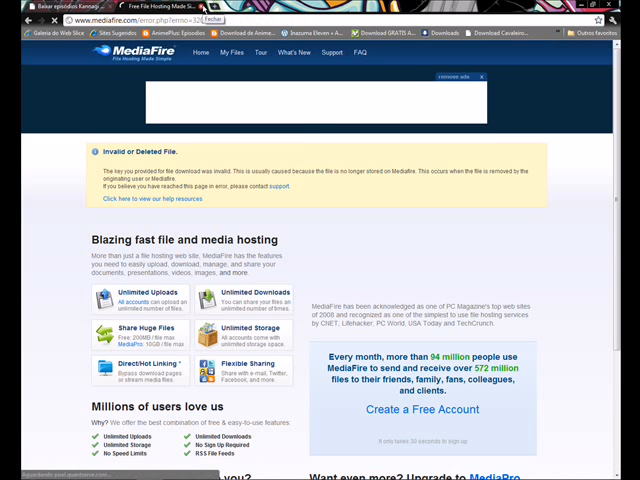 Baixar episódios Kannagi
Free File Hosting Made Si...
Fechar
www.mediafire.com/error.php?errno=320
Galeria do Web Slice
Sites Sugeridos
AnimePlus: Episodios
Download de Anime...
Inazuma Eleven « A...
Download GRATIS A...
Downloads
Download Cavaleiro...
Outros favoritos
MediaFire
File Hosting Made Simple
Home
My Files
Tour
What's New
Support
FAQ
remove ads x
Invalid or Deleted File.
The key you provided for file download was invalid. This is usually caused because the file is no longer stored on Mediafire. This occurs when the file is removed by the
originating user or Mediafire.
If you believe you have reached this page in error, please contact support.
Click here to view our help resources
Blazing fast file and media hosting
More than just a file hosting web site, MediaFire has the features
you need to easily upload, download, manage, and share your
documents, presentations, videos, images, and more.
Unlimited Uploads
All accounts can upload an
unlimited number of files.
Unlimited Downloads
You can share your files an
unlimited number of times.
Share Huge Files
Free: 200MB / file max
MediaPro: 10GB / file max
Unlimited Storage
All accounts come with
unlimited storage space.
Direct/Hot Linking *
Bypass download pages
or stream media files.
Flexible Sharing
Share with e-mail, Twitter,
Facebook, and more.
MediaFire has been acknowledged as one of PC Magazine's top web sites
of 2008 and recognized as one of the simplest to use file hosting services
by CNET, Lifehacker, PC World, USA Today and TechCrunch.
Every month, more than 94 million people use
MediaFire to send and receive over 572 million
files to their friends, family, fans, colleagues,
and clients.
Create a Free Account
It only takes 30 seconds to sign up
Millions of users love us
Why? We offer the best combination of free & easy-to-use features:
Unlimited Uploads
Unlimited Downloads
Unlimited Storage
No Sign Up Required
No Speed Limits
RSS File Feeds
Aguardando pixel.quantserve.com...
you?
Want even more? Upgrade to MediaPro